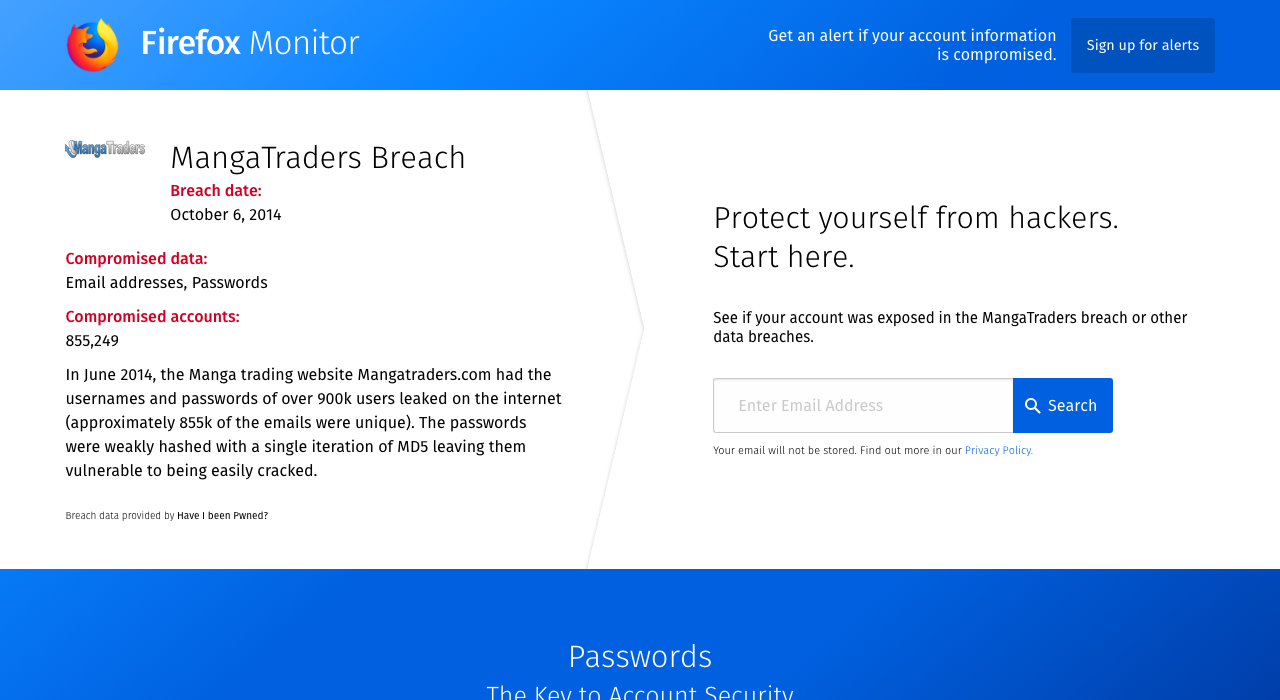 Firefox Monitor
Get an alert if your account information
is compromised.
Sign up for alerts
MangaTraders
MangaTraders Breach
Breach date:
October 6, 2014
Compromised data:
Email addresses, Passwords
Compromised accounts:
855,249
In June 2014, the Manga trading website Mangatraders.com had the
usernames and passwords of over 900k users leaked on the internet
(approximately 855k of the emails were unique). The passwords
were weakly hashed with a single iteration of MD5 leaving them
vulnerable to being easily cracked.
Breach data provided by Have I been Pwned?
Protect yourself from hackers.
Start here.
See if your account was exposed in the MangaTraders breach or other
data breaches.
Enter Email Address
Search
Your email will not be stored. Find out more in our Privacy Policy.
Passwords
The Key to Account Security